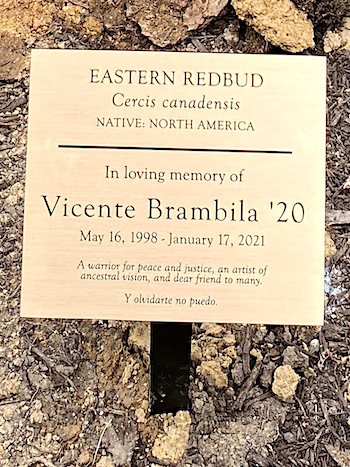 EASTERN REDBUD
Cercis canadensis
NATIVE: NORTH AMERICA
In loving memory of
Vicente Brambila '20
May 16, 1998 - January 17, 2021
A warrior for peace and justice, an artist of
ancestral vision, and dear friend to many.
Y olvidarte no puedo.